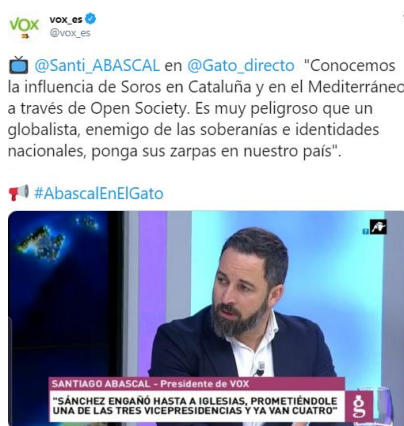 VOX
vox_es
@vox_es
@Santi_ABASCAL en @Gato_directo "Conocemos
la influencia de Soros en Cataluña y en el Mediterráneo
a través de Open Society. Es muy peligroso que un
globalista, enemigo de las soberanías e identidades
nacionales, ponga sus zarpas en nuestro país".
#AbascalEnElGato
SANTIAGO ABASCAL - Presidente de VOX
"SÁNCHEZ ENGAÑÓ HASTA A IGLESIAS, PROMETIÉNDOLE
UNA DE LAS TRES VICEPRESIDENCIAS Y YA VAN CUATRO"
g